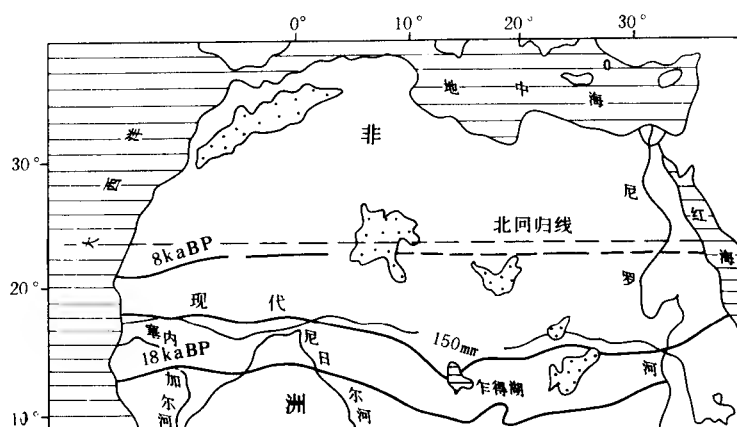 0°
10°
20°
30°
30°
20°
10°
大西洋
地中海
非
洲
尼罗河
红海
北回归线
8kaBP
现代
150mm
18kaBP
塞内加尔河
尼日尔河
乍得湖